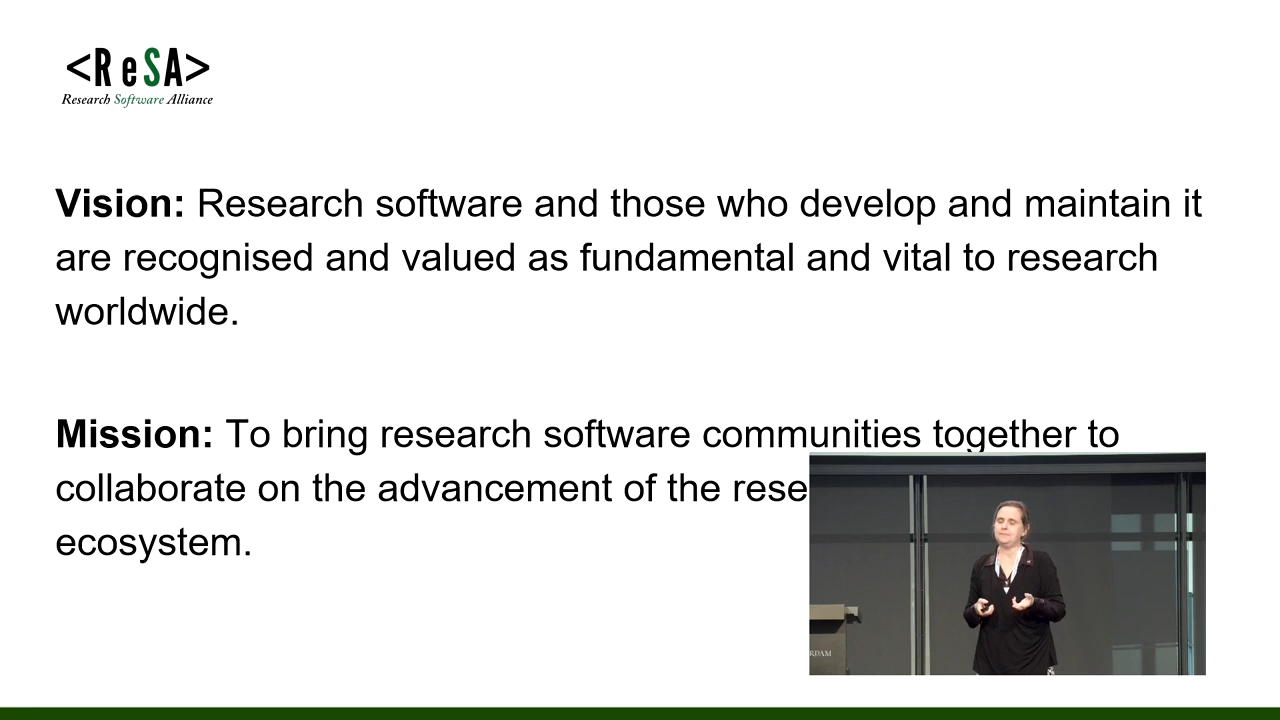 <ReSA>
Research Software Alliance
Vision: Research software and those who develop and maintain it
are recognised and valued as fundamental and vital to research
worldwide.
Mission: To bring research software communities together to
collaborate on the advancement of the rese
ecosystem.
RDAM